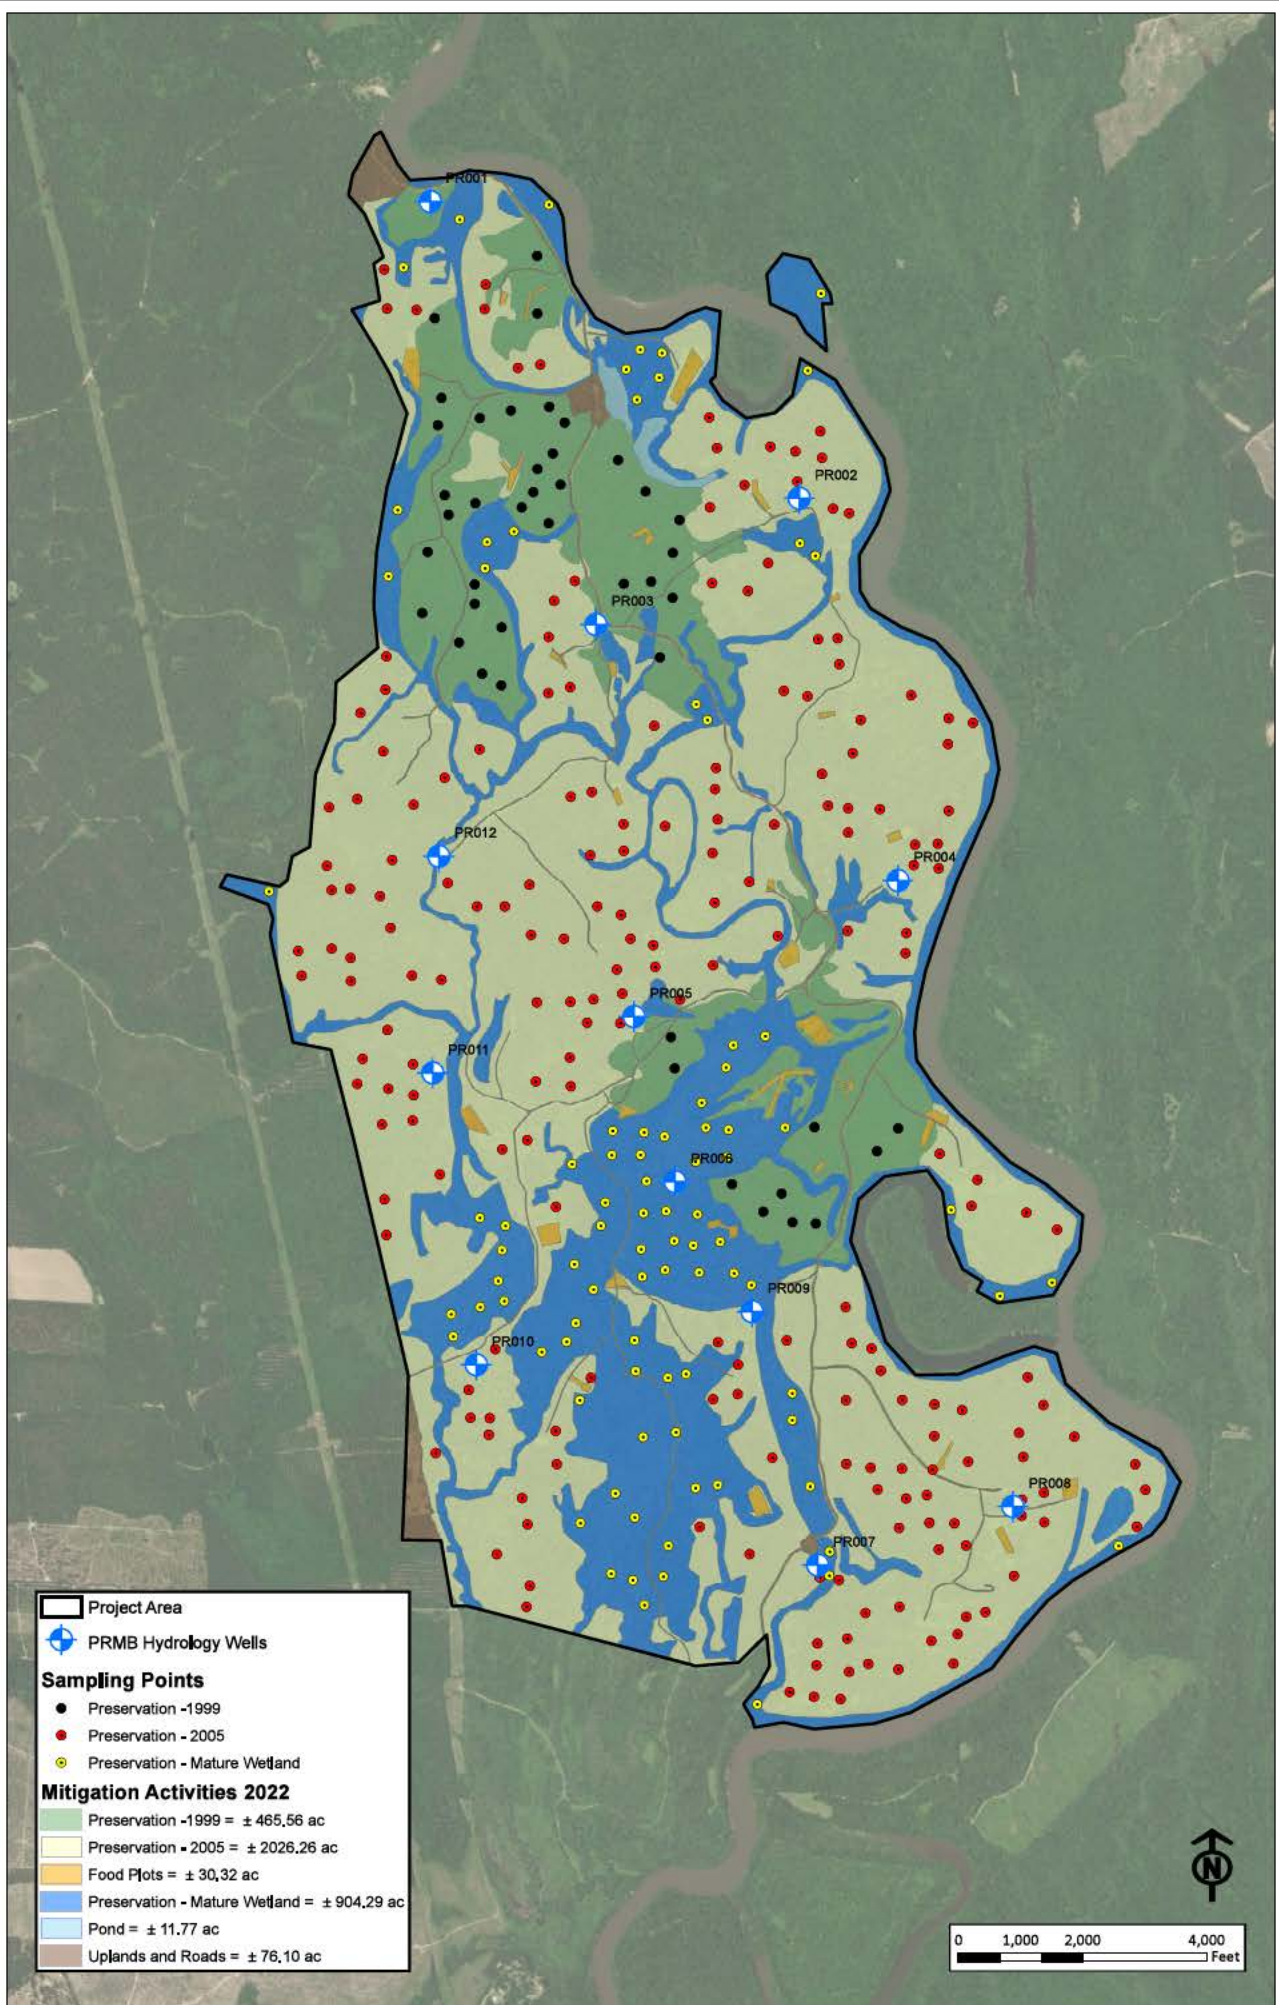 PR001
PR002
PR003
PR012
PR004
PR005
PR011
PR006
PR009
PR010
PR008
PR007
Project Area
PRMB Hydrology Wells
Sampling Points
Preservation -1999
Preservation - 2005
Preservation - Mature Wetland
Mitigation Activities 2022
Preservation -1999 = ± 465.56 ac
Preservation - 2005 = ± 2026.26 ac
Food Plots = ± 30.32 ac
Preservation - Mature Wetland = ± 904.29 ac
Pond = ± 11.77 ac
Uplands and Roads = ± 76.10 ac
N
0 1,000 2,000 4,000
Feet